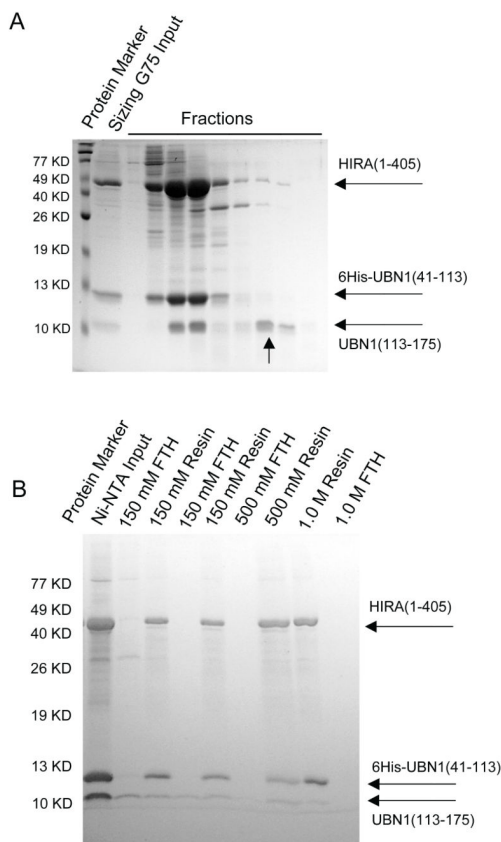 A
Protein Marker
Sizing G75 Input
Fractions
77 KD
49 KD
40 KD
26 KD
19 KD
13 KD
10 KD
HIRA(1-405)
6His-UBN1(41-113)
UBN1(113-175)
B
Protein Marker
Ni-NTA Input
150 mM FTH
150 mM Resin
150 mM FTH
150 mM Resin
500 mM FTH
500 mM Resin
1.0 M Resin
1.0 M FTH
77 KD
49 KD
40 KD
26 KD
19 KD
13 KD
10 KD
HIRA(1-405)
6His-UBN1(41-113)
UBN1(113-175)